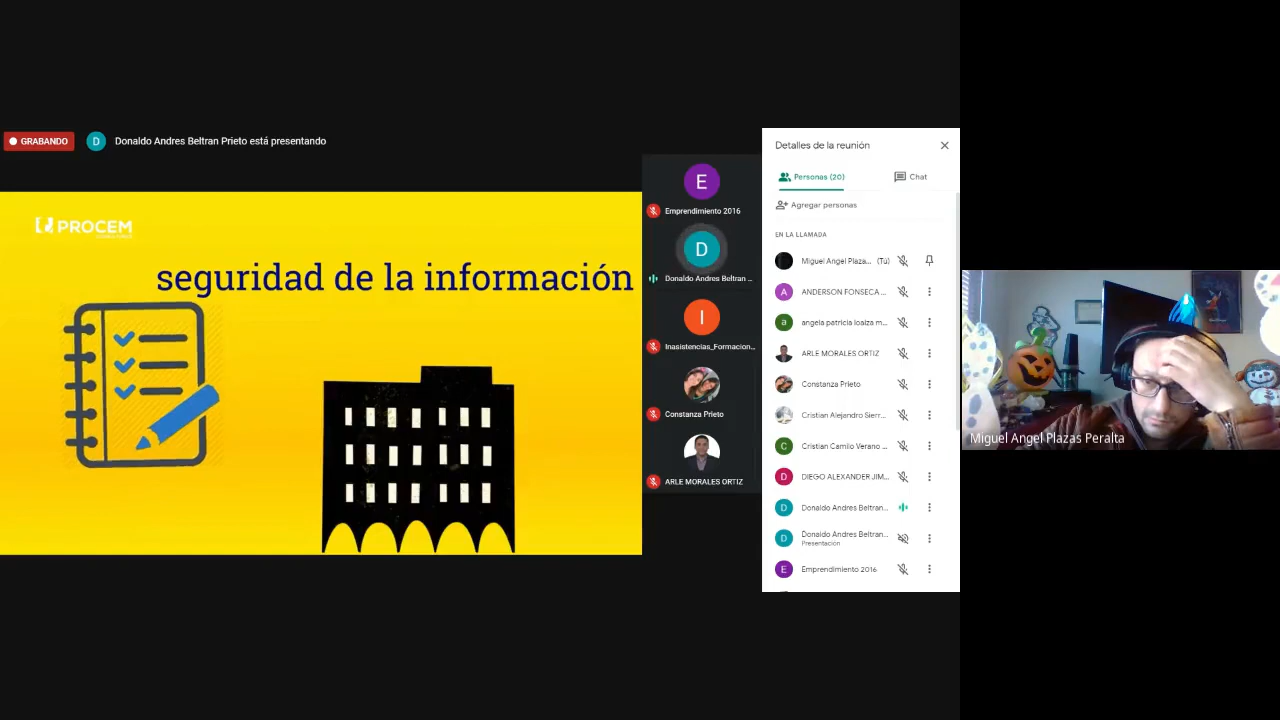 GRABANDO
D
Donaldo Andres Beltran Prieto está presentando
PROCEM
seguridad de la información
E
Emprendimiento 2016
D
Donaldo Andres Beltran ...
I
Inasistencias_Formacion...
Constanza Prieto
ARLE MORALES ORTIZ
Detalles de la reunión
Personas (20)
Chat
Agregar personas
EN LA LLAMADA
Miguel Angel Plaza... (Tú)
A
ANDERSON FONSECA ...
a
angela patricia loaiza m...
ARLE MORALES ORTIZ
Constanza Prieto
Cristian Alejandro Sierr...
C
Cristian Camilo Verano ...
D
DIEGO ALEXANDER JIM...
D
Donaldo Andres Beltran...
D
Donaldo Andres Beltran...
Presentación
E
Emprendimiento 2016
Miguel Angel Plazas Peralta